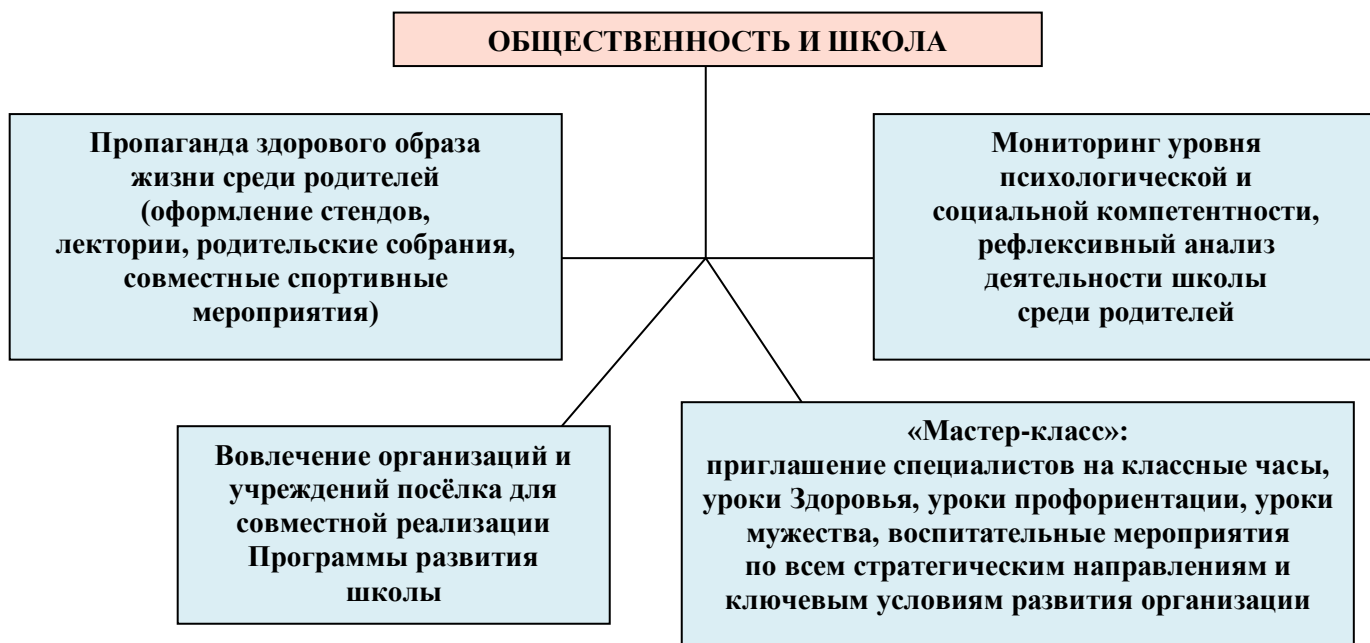 ОБЩЕСТВЕННОСТЬ И ШКОЛА
Пропаганда здорового образа
жизни среди родителей
(оформление стендов,
лектории, родительские собрания,
совместные спортивные
мероприятия)
Мониторинг уровня
психологической и
социальной компетентности,
рефлексивный анализ
деятельности школы
среди родителей
Вовлечение организаций и
учреждений посёлка для
совместной реализации
Программы развития
школы
«Мастер-класс»:
приглашение специалистов на классные часы,
уроки Здоровья, уроки профориентации, уроки
мужества, воспитательные мероприятия
по всем стратегическим направлениям и
ключевым условиям развития организации